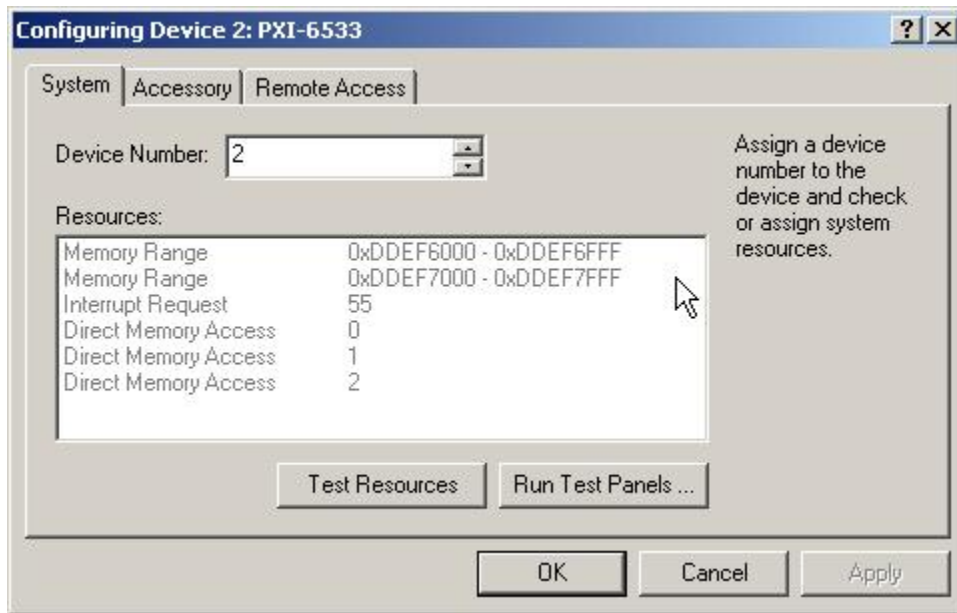 Configuring Device 2: PXI-6533
System Accessory Remote Access
Device Number: 2
Assign a device
number to the
device and check
or assign system
resources.
Resources:
Memory Range 0xDDEF6000 - 0xDDEF6FFF
Memory Range 0xDDEF7000 - 0xDDEF7FFF
Interrupt Request 55
Direct Memory Access 0
Direct Memory Access 1
Direct Memory Access 2
Test Resources Run Test Panels ...
OK Cancel Apply